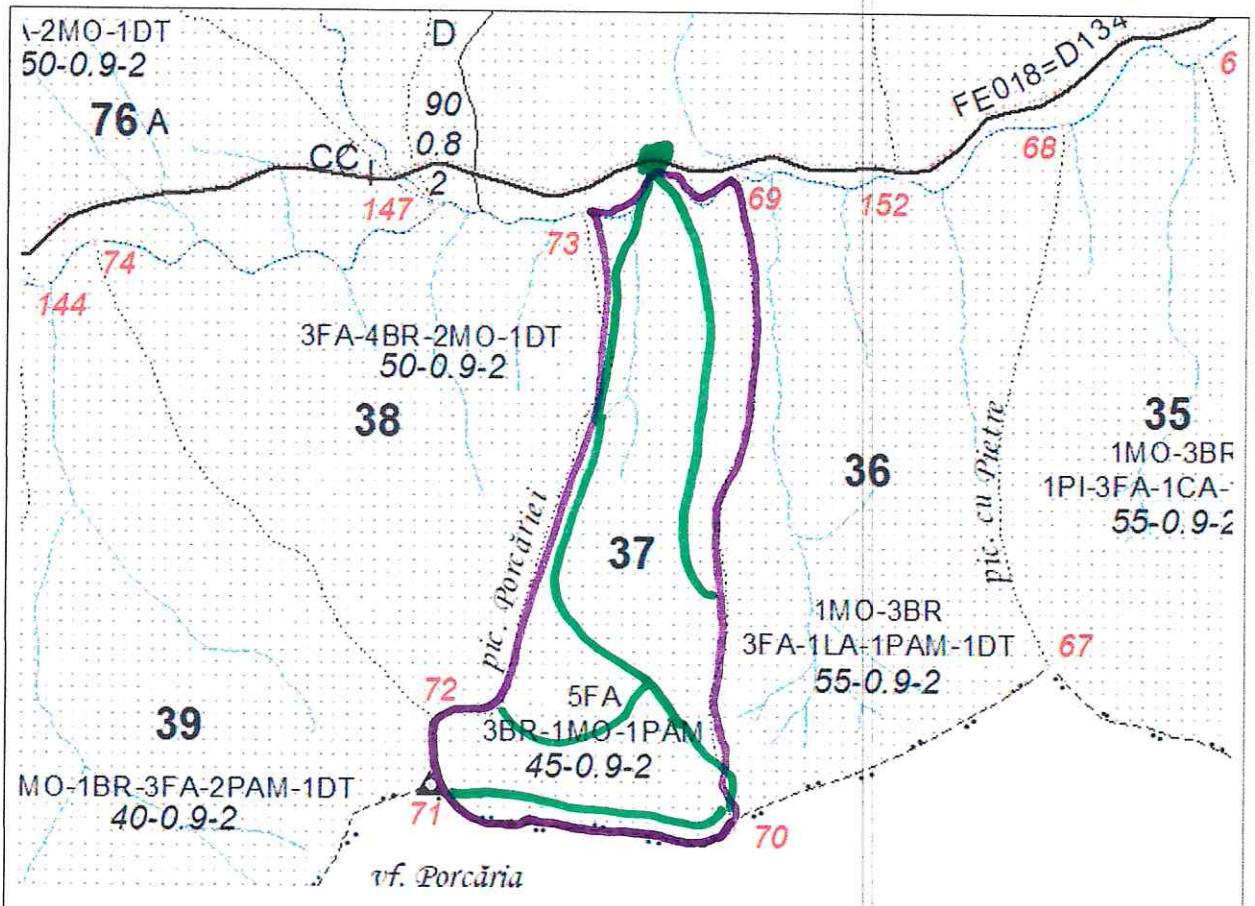 \-2MO-1DT
50-0.9-2
76 A
D
90
0.8
2
CC
147
FE018=D134
6
68
69
152
73
74
144
3FA-4BR-2MO-1DT
50-0.9-2
38
35
1MO-3BR
1PI-3FA-1CA-
55-0.9-2
36
pic. cu Pietre
37
pic. Porcăriei
1MO-3BR
3FA-1LA-1PAM-1DT
55-0.9-2
67
72
5FA
3BR-1MO-1PAM
45-0.9-2
39
MO-1BR-3FA-2PAM-1DT
40-0.9-2
71
70
vf. Porcăria